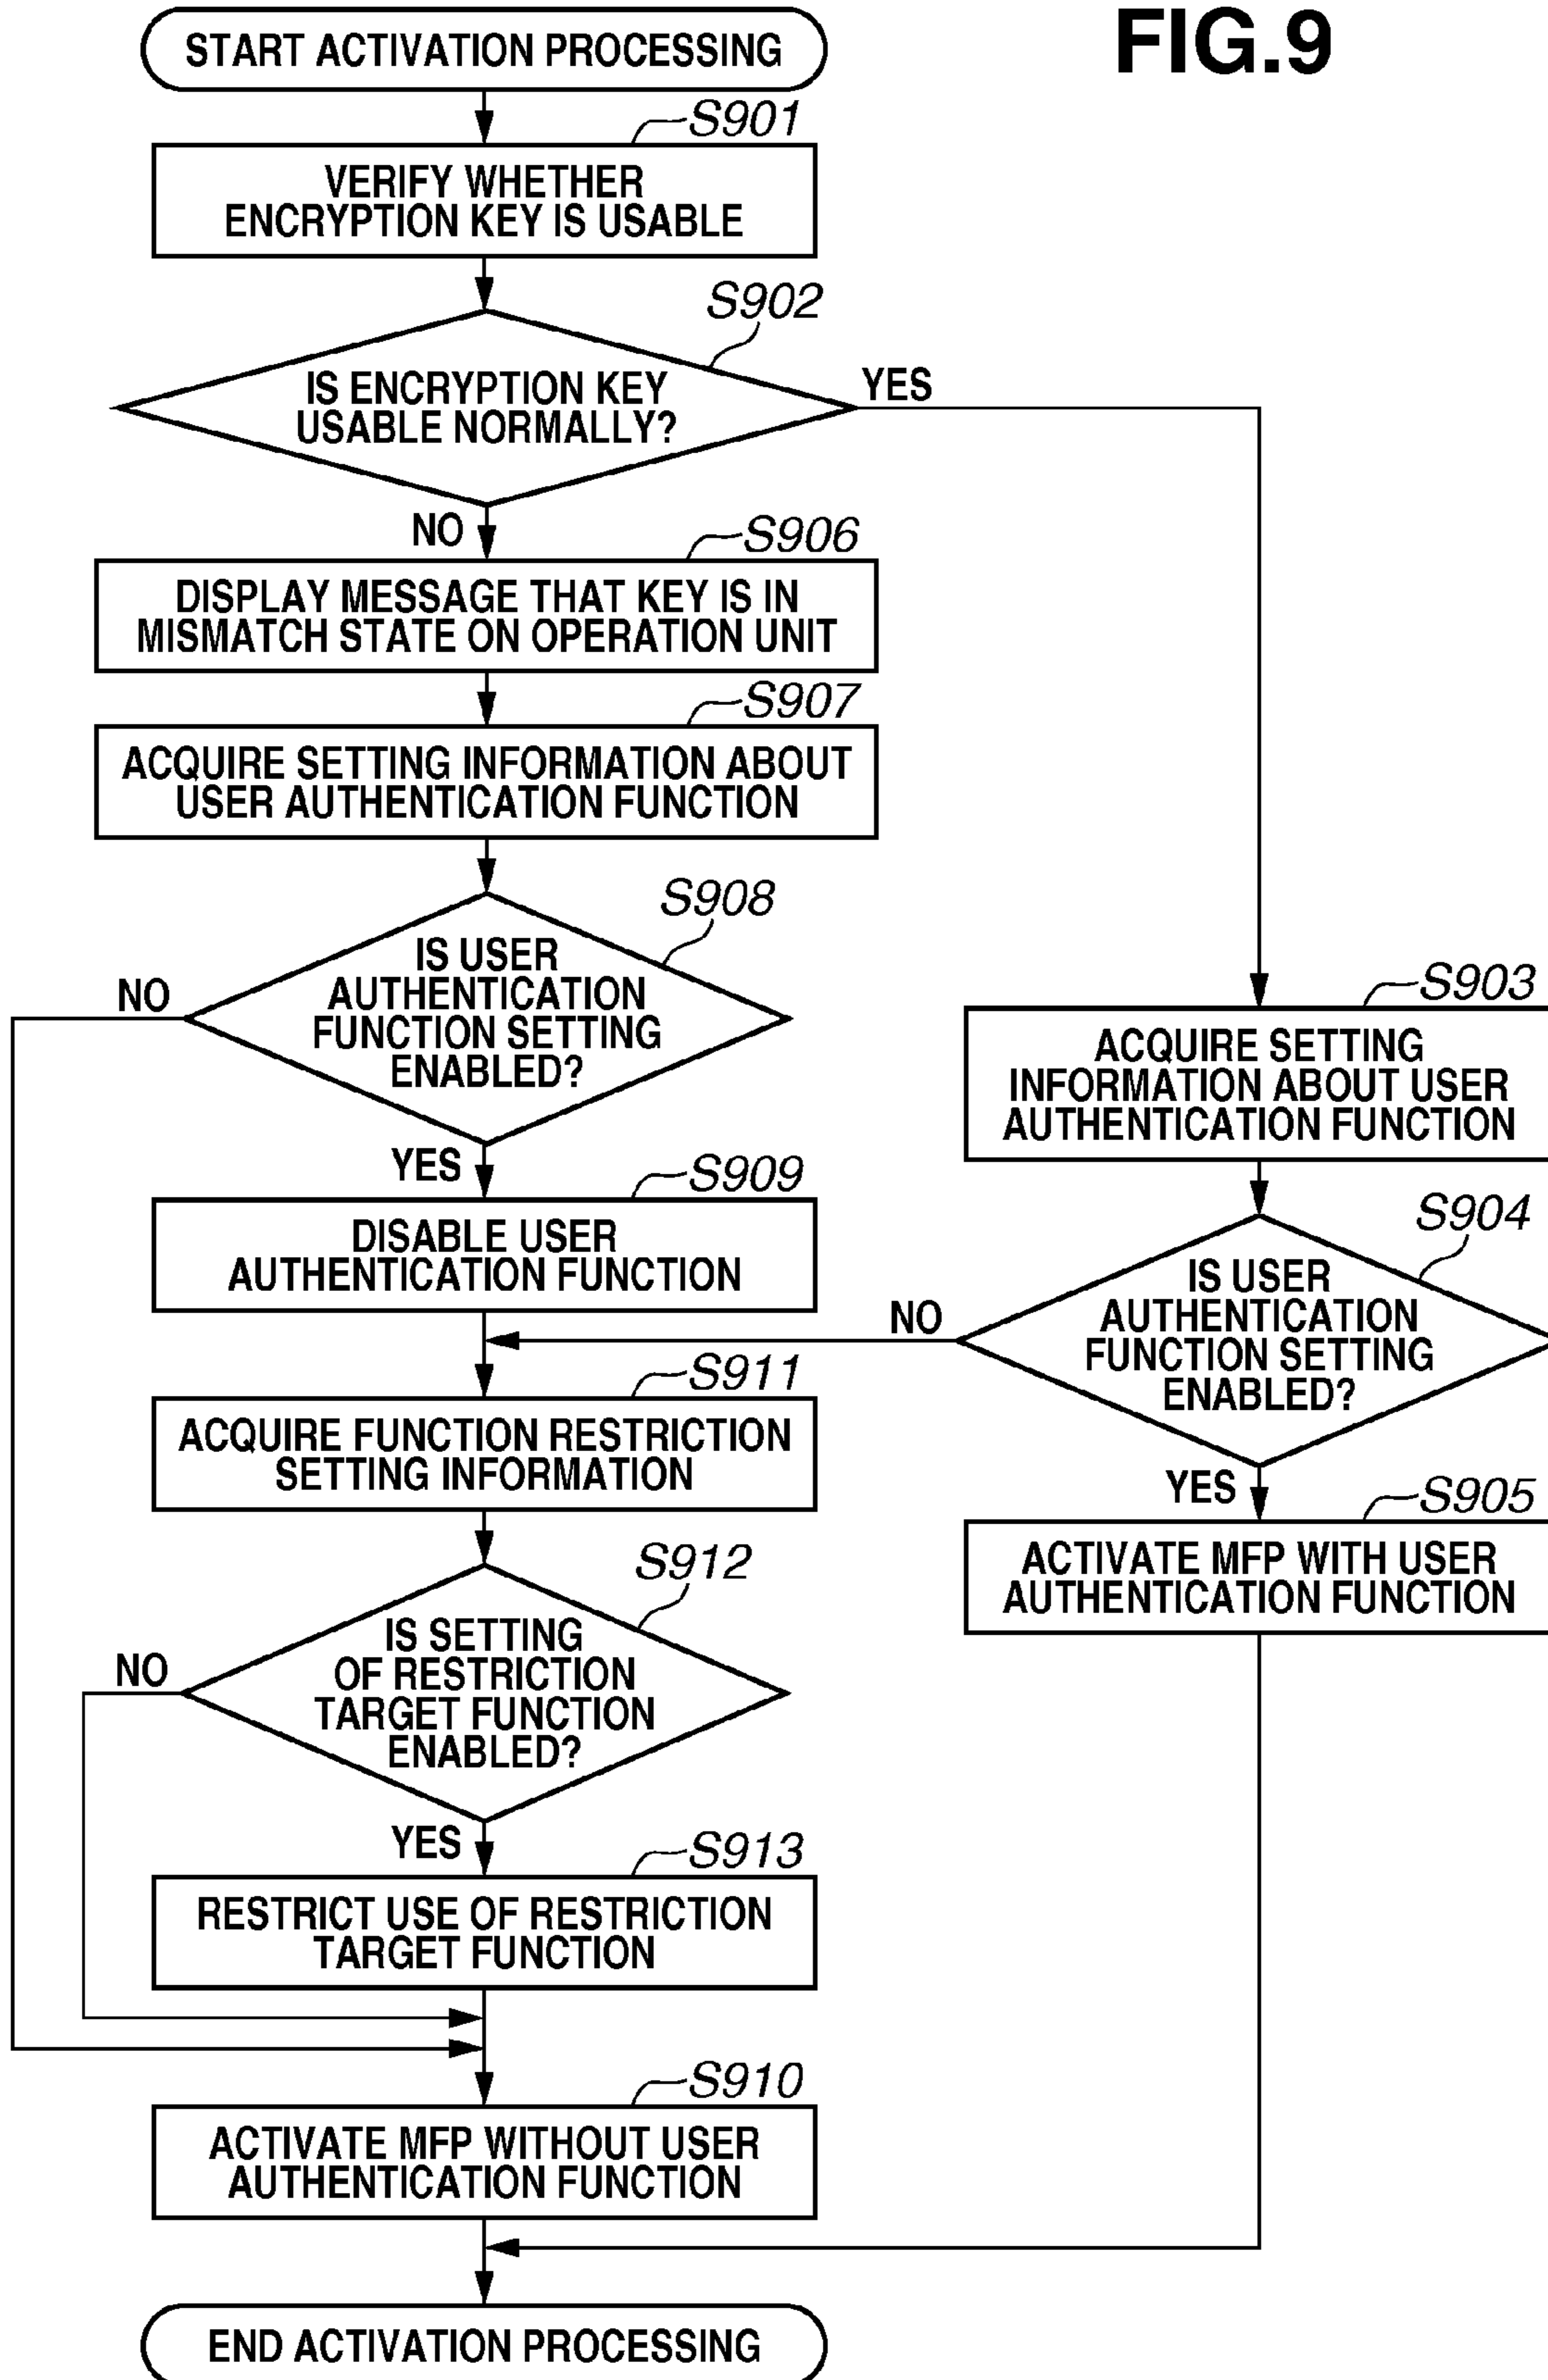 FIG.9
START ACTIVATION PROCESSING
S901
VERIFY WHETHER
ENCRYPTION KEY IS USABLE
S902
IS ENCRYPTION KEY
USABLE NORMALLY?
YES
NO
S906
DISPLAY MESSAGE THAT KEY IS IN
MISMATCH STATE ON OPERATION UNIT
S907
ACQUIRE SETTING INFORMATION ABOUT
USER AUTHENTICATION FUNCTION
S908
IS USER
AUTHENTICATION
FUNCTION SETTING
ENABLED?
NO
YES
S909
DISABLE USER
AUTHENTICATION FUNCTION
S903
ACQUIRE SETTING
INFORMATION ABOUT USER
AUTHENTICATION FUNCTION
S904
IS USER
AUTHENTICATION
FUNCTION SETTING
ENABLED?
NO
YES
S905
ACTIVATE MFP WITH USER
AUTHENTICATION FUNCTION
S911
ACQUIRE FUNCTION RESTRICTION
SETTING INFORMATION
S912
IS SETTING
OF RESTRICTION
TARGET FUNCTION
ENABLED?
NO
YES
S913
RESTRICT USE OF RESTRICTION
TARGET FUNCTION
S910
ACTIVATE MFP WITHOUT USER
AUTHENTICATION FUNCTION
END ACTIVATION PROCESSING